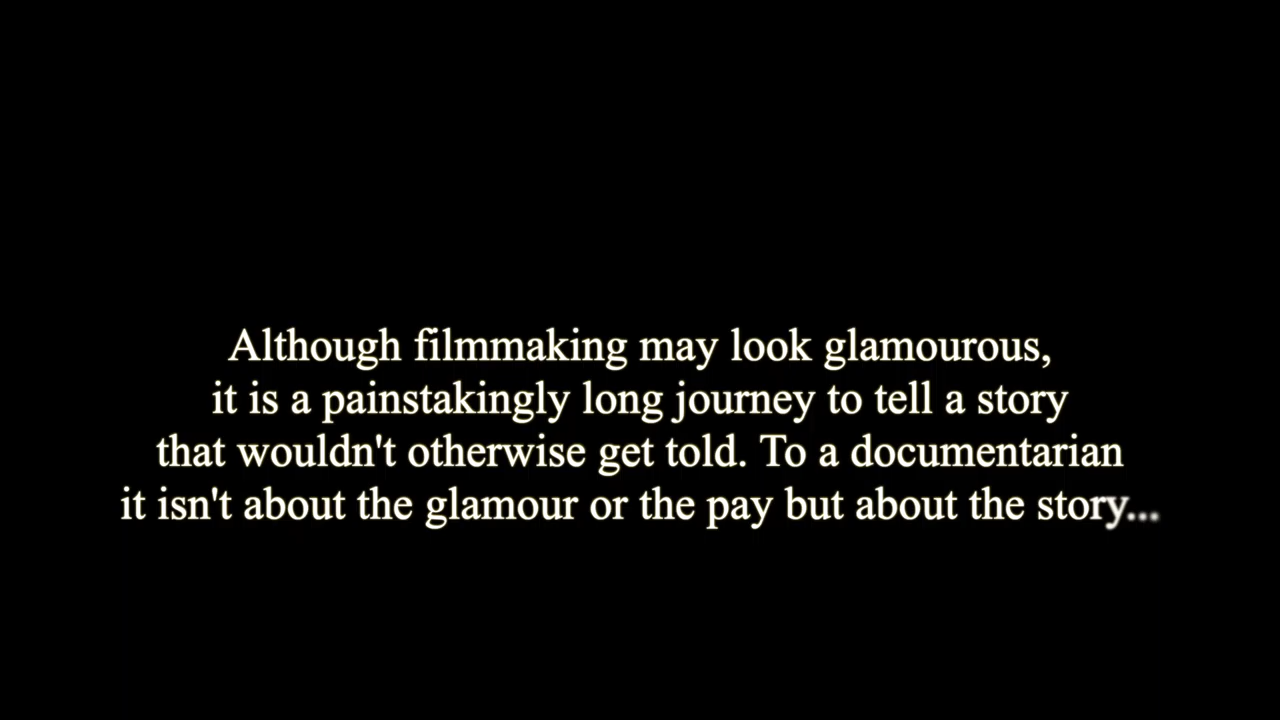 Although filmmaking may look glamourous,
it is a painstakingly long journey to tell a story
that wouldn't otherwise get told. To a documentarian
it isn't about the glamour or the pay but about the story...